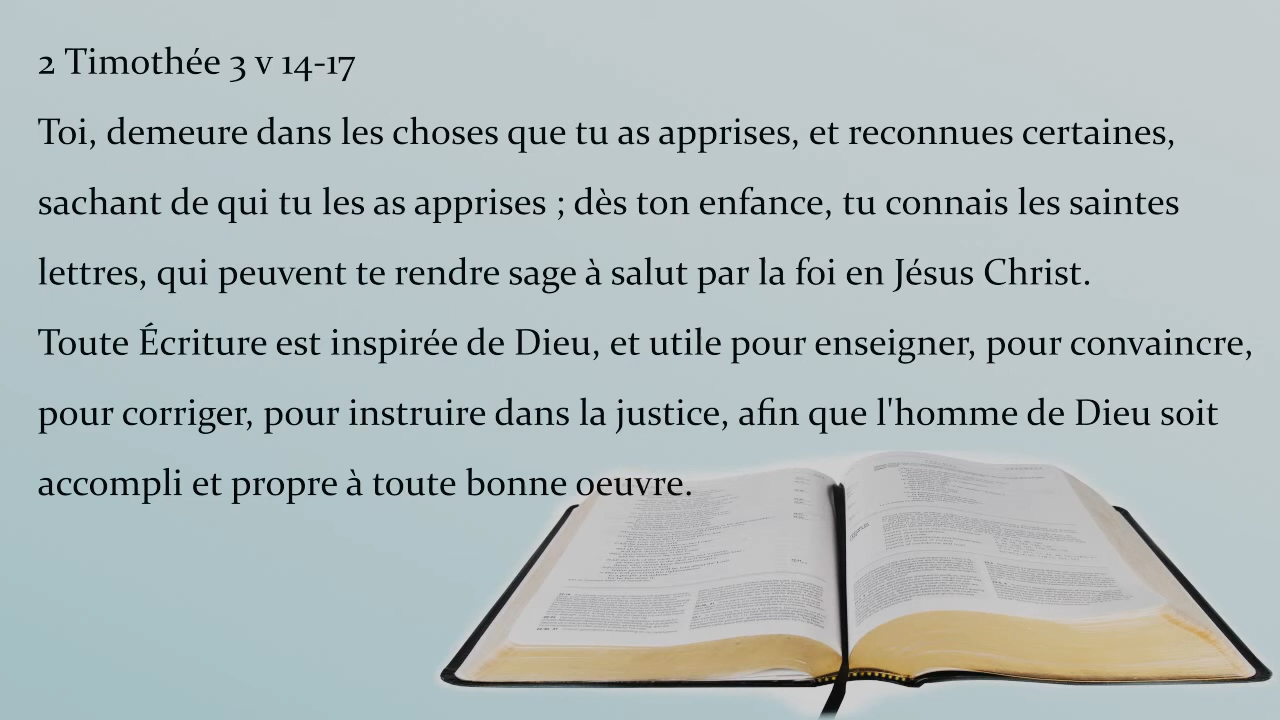 2 Timothée 3 v 14-17
Toi, demeure dans les choses que tu as apprises, et reconnues certaines,
sachant de qui tu les as apprises ; dès ton enfance, tu connais les saintes
lettres, qui peuvent te rendre sage à salut par la foi en Jésus Christ.
Toute Écriture est inspirée de Dieu, et utile pour enseigner, pour convaincre,
pour corriger, pour instruire dans la justice, afin que l'homme de Dieu soit
accompli et propre à toute bonne oeuvre.